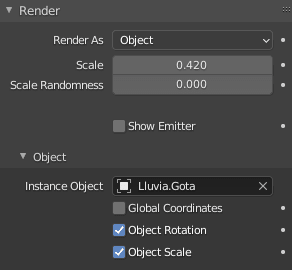 Render
Render As Object
Scale 0.420
Scale Randomness 0.000
Show Emitter
Object
Instance Object Lluvia.Gota
Global Coordinates
Object Rotation
Object Scale